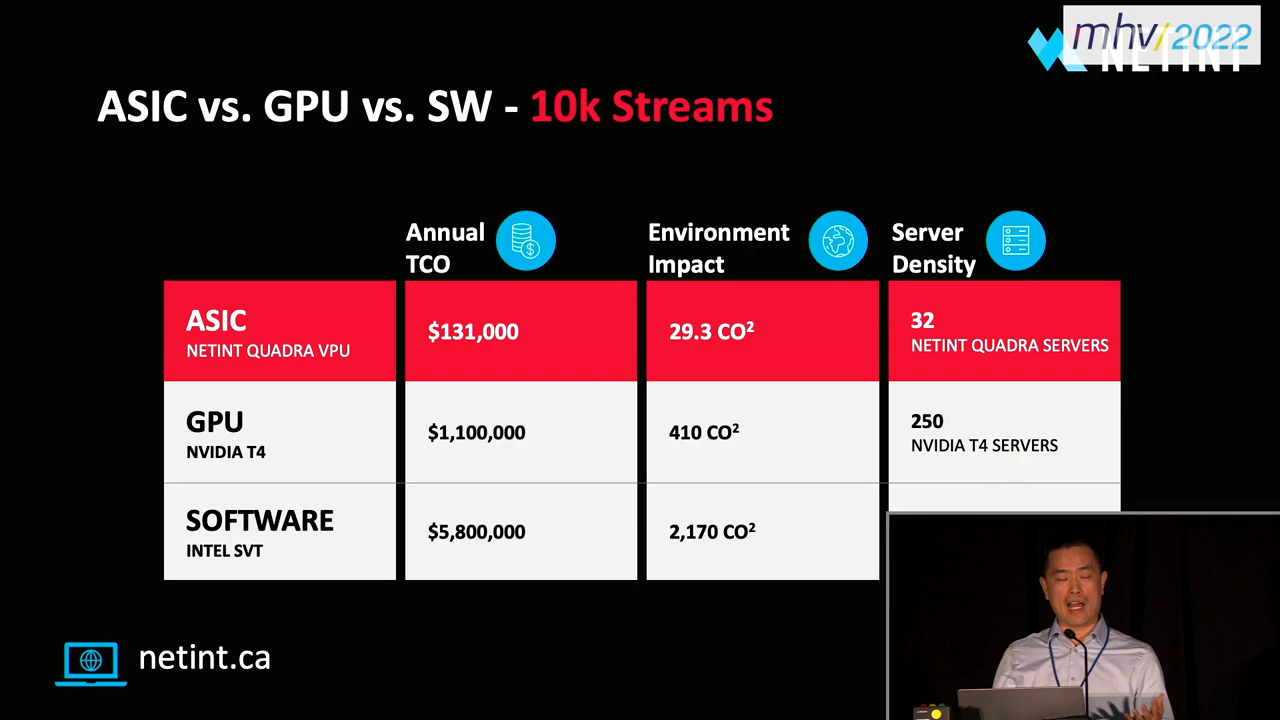 mhv/2022
NETINT
ASIC vs. GPU vs. SW - 10k Streams
Annual
TCO
Environment
Impact
Server
Density
ASIC
NETINT QUADRA VPU
$131,000
29.3 CO²
32
NETINT QUADRA SERVERS
GPU
NVIDIA T4
$1,100,000
410 CO²
250
NVIDIA T4 SERVERS
SOFTWARE
INTEL SVT
$5,800,000
2,170 CO²
netint.ca